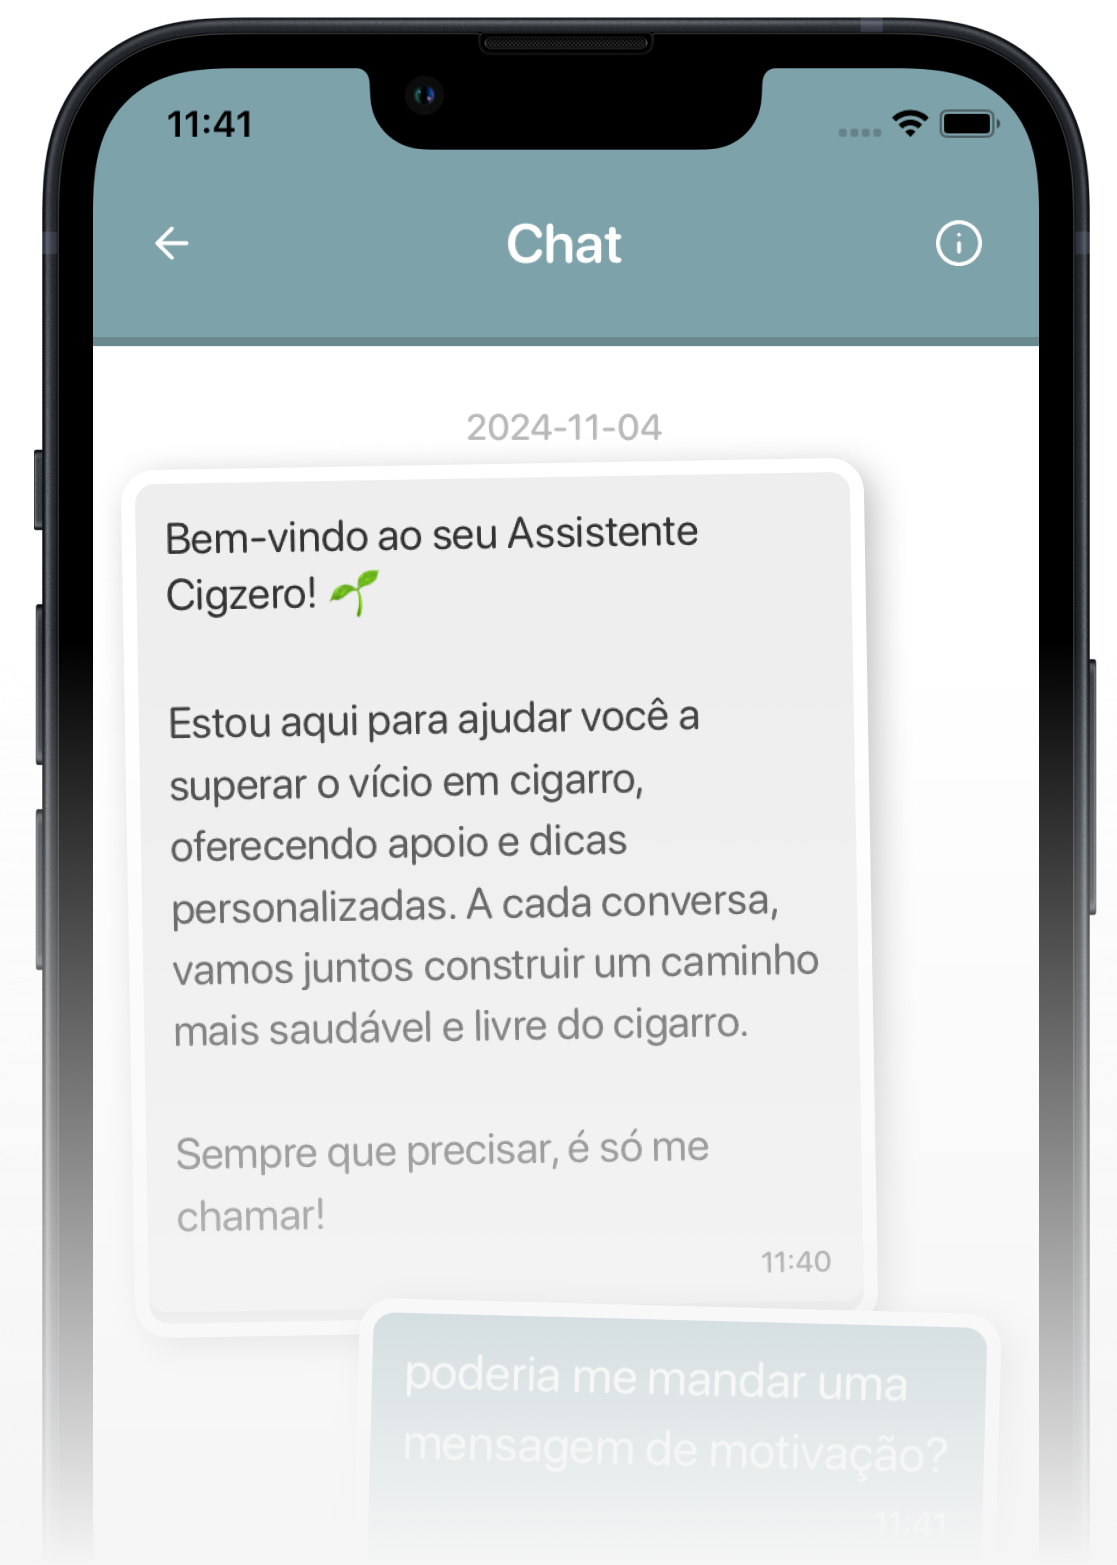 11:41
Chat
2024-11-04
Bem-vindo ao seu Assistente
Cigzero! 🌱
Estou aqui para ajudar você a
superar o vício em cigarro,
oferecendo apoio e dicas
personalizadas. A cada conversa,
vamos juntos construir um caminho
mais saudável e livre do cigarro.
Sempre que precisar, é só me
chamar!
11:40
poderia me mandar uma
mensagem de motivação?
11:41